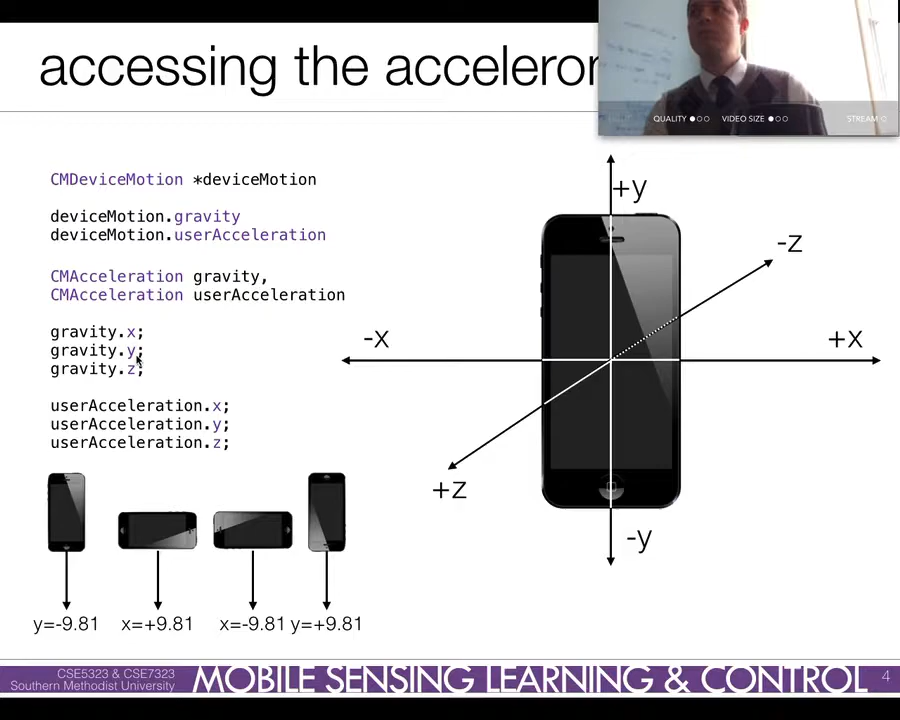 accessing the acceleror
QUALITY VIDEO SIZE STREAM
CMDeviceMotion *deviceMotion
deviceMotion.gravity
deviceMotion.userAcceleration
CMAcceleration gravity,
CMAcceleration userAcceleration
gravity.x;
gravity.y;
gravity.z;
userAcceleration.x;
userAcceleration.y;
userAcceleration.z;
+y
-z
-x
+x
+z
-y
y=-9.81 x=+9.81 x=-9.81 y=+9.81
CSE5323 & CSE7323
Southern Methodist University
MOBILE SENSING LEARNING & CONTROL
4